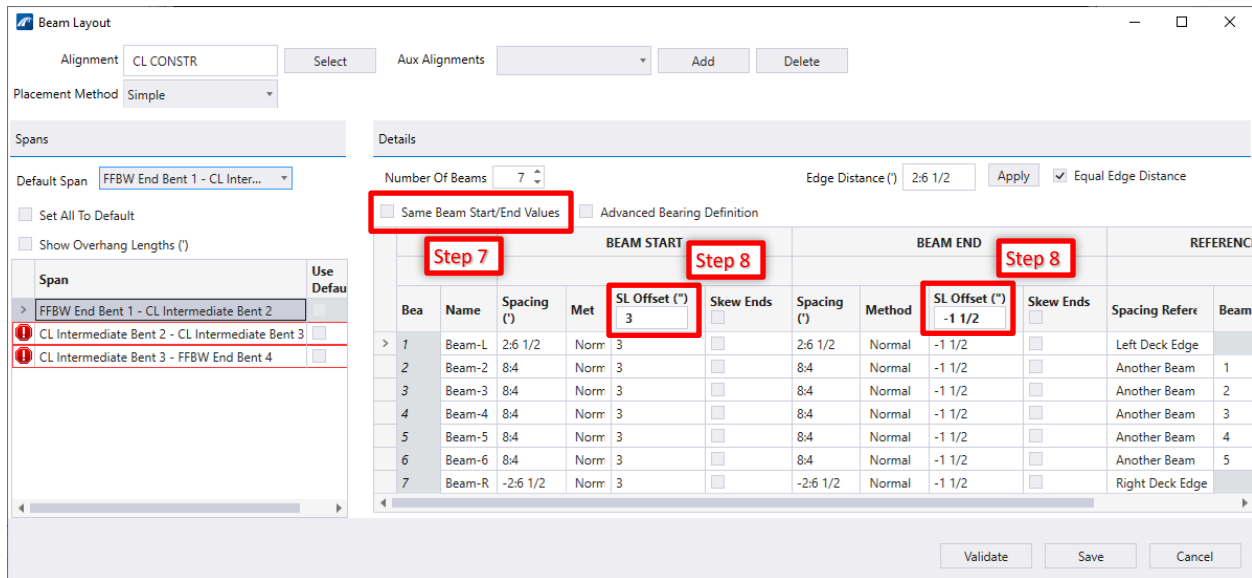 Beam Layout
Alignment CL CONSTR Select Aux Alignments Add Delete
Placement Method Simple
Spans
Default Span FFBW End Bent 1 - CL Inter...
Set All To Default
Show Overhang Lengths (')
Span Use Defau
FFBW End Bent 1 - CL Intermediate Bent 2
CL Intermediate Bent 2 - CL Intermediate Bent 3
CL Intermediate Bent 3 - FFBW End Bent 4
Details
Number Of Beams 7 Edge Distance (') 2:6 1/2 Apply Equal Edge Distance
Same Beam Start/End Values Advanced Bearing Definition
BEAM START BEAM END REFERENC
Step 7 Step 8 Step 8
Bea Name Spacing (') Met SL Offset (") 3 Skew Ends Spacing (') Method SL Offset (") -1 1/2 Skew Ends Spacing Refere Beam
> 1 Beam-L 2:6 1/2 Norm 3 2:6 1/2 Normal -1 1/2 Left Deck Edge
2 Beam-2 8:4 Norm 3 8:4 Normal -1 1/2 Another Beam 1
3 Beam-3 8:4 Norm 3 8:4 Normal -1 1/2 Another Beam 2
4 Beam-4 8:4 Norm 3 8:4 Normal -1 1/2 Another Beam 3
5 Beam-5 8:4 Norm 3 8:4 Normal -1 1/2 Another Beam 4
6 Beam-6 8:4 Norm 3 8:4 Normal -1 1/2 Another Beam 5
7 Beam-R -2:6 1/2 Norm 3 -2:6 1/2 Normal -1 1/2 Right Deck Edge
Validate Save Cancel